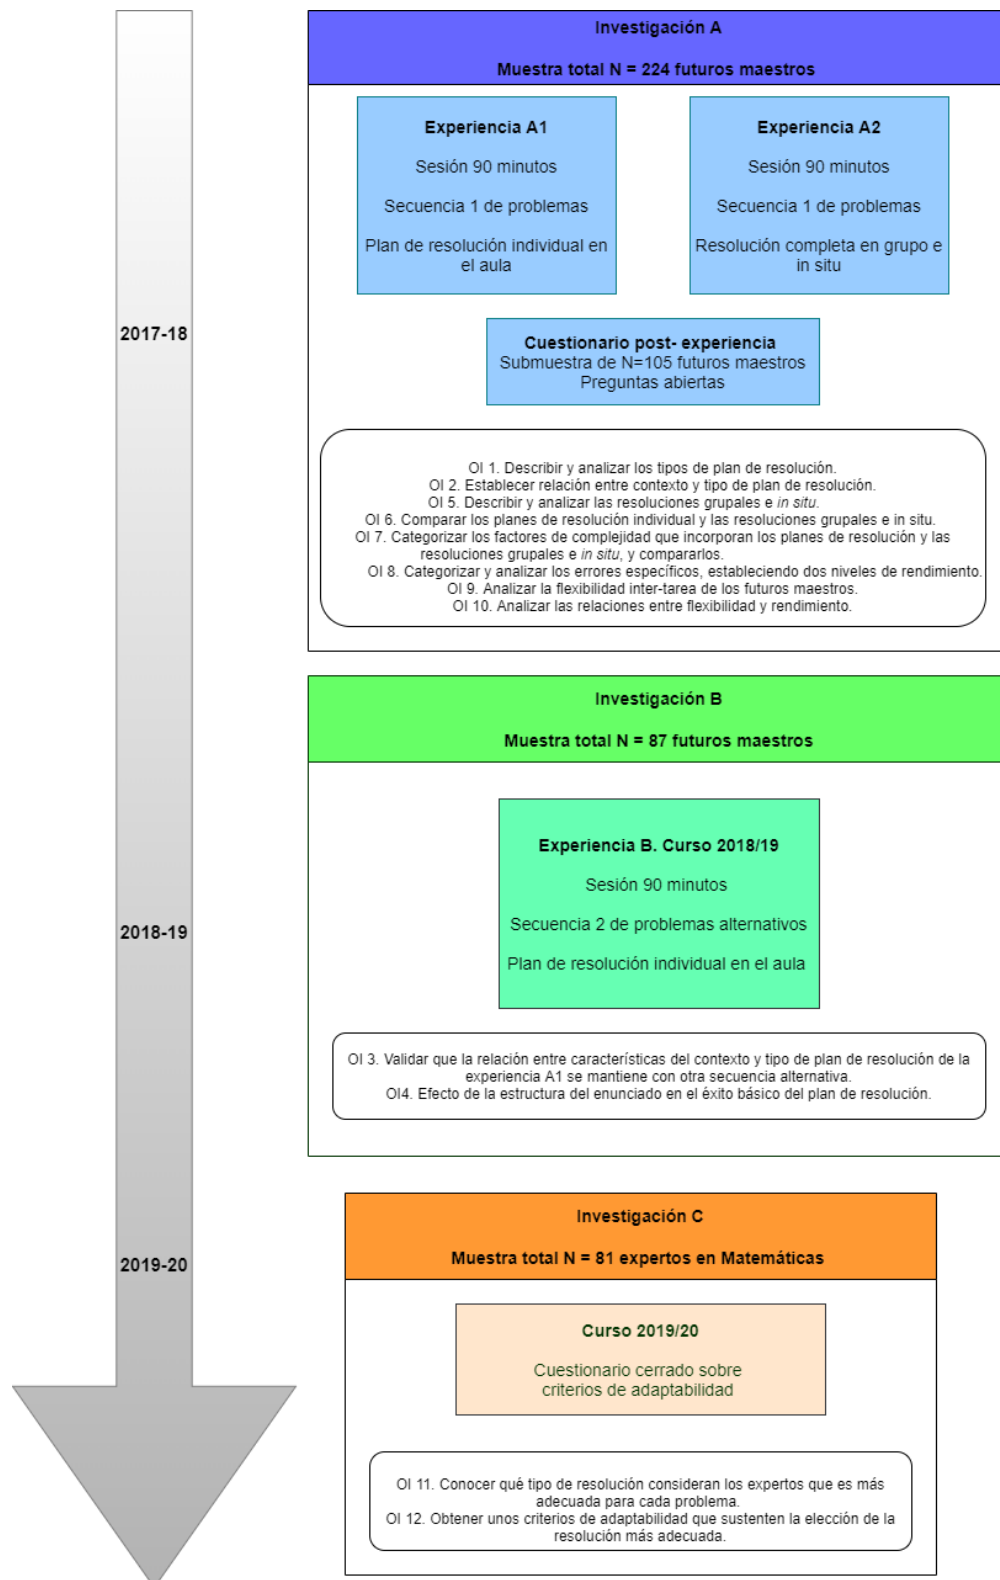 Investigación A
Muestra total N = 224 futuros maestros
Experiencia A1
Sesión 90 minutos
Secuencia 1 de problemas
Plan de resolución individual en
el aula
Experiencia A2
Sesión 90 minutos
Secuencia 1 de problemas
Resolución completa en grupo e
in situ
2017-18
Cuestionario post- experiencia
Submuestra de N=105 futuros maestros
Preguntas abiertas
OI 1. Describir y analizar los tipos de plan de resolución.
OI 2. Establecer relación entre contexto y tipo de plan de resolución.
OI 5. Describir y analizar las resoluciones grupales e in situ.
OI 6. Comparar los planes de resolución individual y las resoluciones grupales e in situ.
OI 7. Categorizar los factores de complejidad que incorporan los planes de resolución y las
resoluciones grupales e in situ, y compararlos.
OI 8. Categorizar y analizar los errores específicos, estableciendo dos niveles de rendimiento.
OI 9. Analizar la flexibilidad inter-tarea de los futuros maestros.
OI 10. Analizar las relaciones entre flexibilidad y rendimiento.
Investigación B
Muestra total N = 87 futuros maestros
Experiencia B. Curso 2018/19
Sesión 90 minutos
Secuencia 2 de problemas alternativos
Plan de resolución individual en el aula
2018-19
OI 3. Validar que la relación entre características del contexto y tipo de plan de resolución de la
experiencia A1 se mantiene con otra secuencia alternativa.
OI4. Efecto de la estructura del enunciado en el éxito básico del plan de resolución.
Investigación C
Muestra total N = 81 expertos en Matemáticas
2019-20
Curso 2019/20
Cuestionario cerrado sobre
criterios de adaptabilidad
OI 11. Conocer qué tipo de resolución consideran los expertos que es más
adecuada para cada problema.
OI 12. Obtener unos criterios de adaptabilidad que sustenten la elección de la
resolución más adecuada.